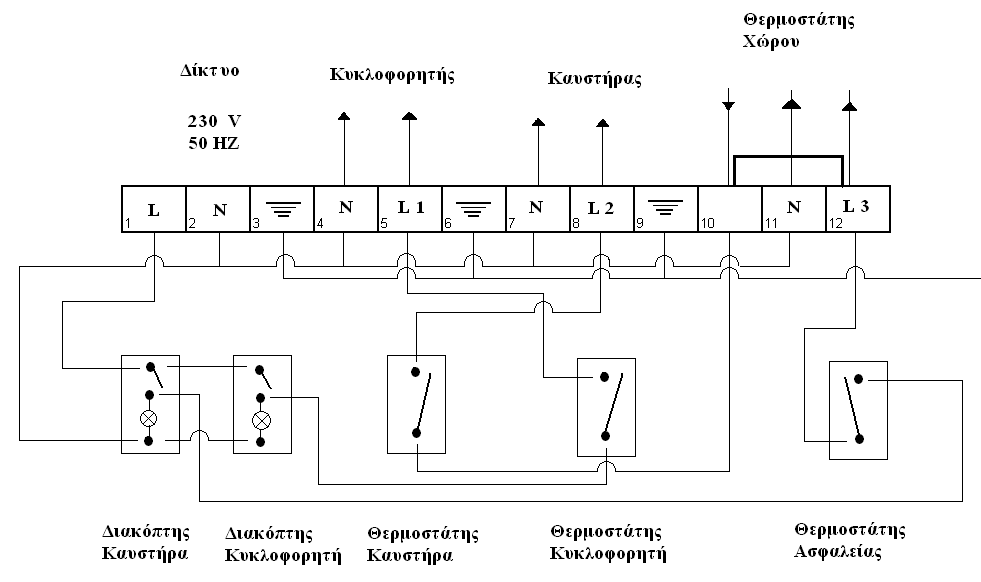 Θερμοστάτης
Χώρου
Δίκτυο
Κυκλοφορητής
Καυστήρας
230 V
50 HZ
L N N L 1 N L 2 N L 3
1 2 3 4 5 6 7 8 9 10 11 12
Διακόπτης Διακόπτης Θερμοστάτης Θερμοστάτης Θερμοστάτης
Καυστήρα Κυκλοφορητή Καυστήρα Κυκλοφορητή Ασφαλείας